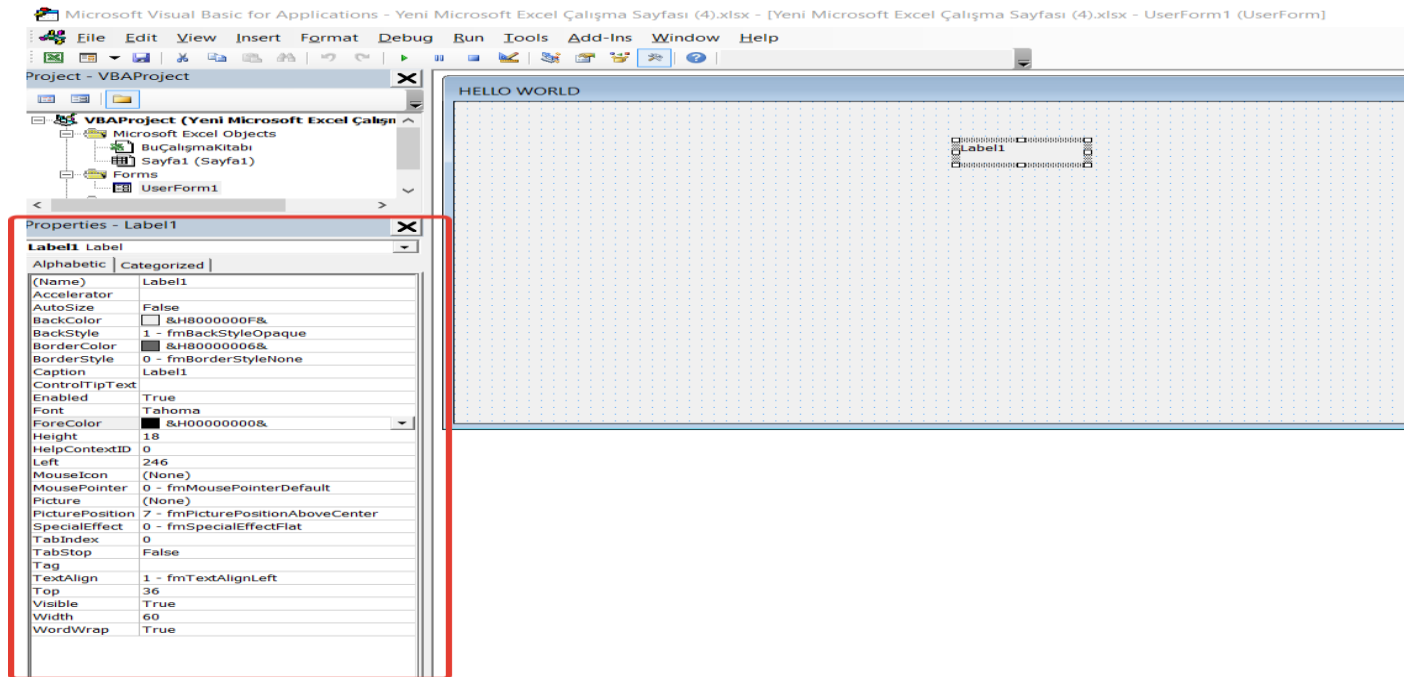 Microsoft Visual Basic for Applications - Yeni Microsoft Excel Çalışma Sayfası (4).xlsx - [Yeni Microsoft Excel Çalışma Sayfası (4).xlsx - UserForm1 (UserForm)]
File Edit View Insert Format Debug Run Tools Add-Ins Window Help
Project - VBAProject
VBAProject (Yeni Microsoft Excel Çalışn
Microsoft Excel Objects
BuÇalışmaKitabı
Sayfa1 (Sayfa1)
Forms
UserForm1
Properties - Label1
Label1 Label
Alphabetic Categorized
(Name) Label1
Accelerator
AutoSize False
BackColor &H8000000F&
BackStyle 1 - fmBackStyleOpaque
BorderColor &H80000006&
BorderStyle 0 - fmBorderStyleNone
Caption Label1
ControlTipText
Enabled True
Font Tahoma
ForeColor &H00000000&
Height 18
HelpContextID 0
Left 246
MouseIcon (None)
MousePointer 0 - fmMousePointerDefault
Picture (None)
PicturePosition 7 - fmPicturePositionAboveCenter
SpecialEffect 0 - fmSpecialEffectFlat
TabIndex 0
TabStop False
Tag
TextAlign 1 - fmTextAlignLeft
Top 36
Visible True
Width 60
WordWrap True
HELLO WORLD
Label1